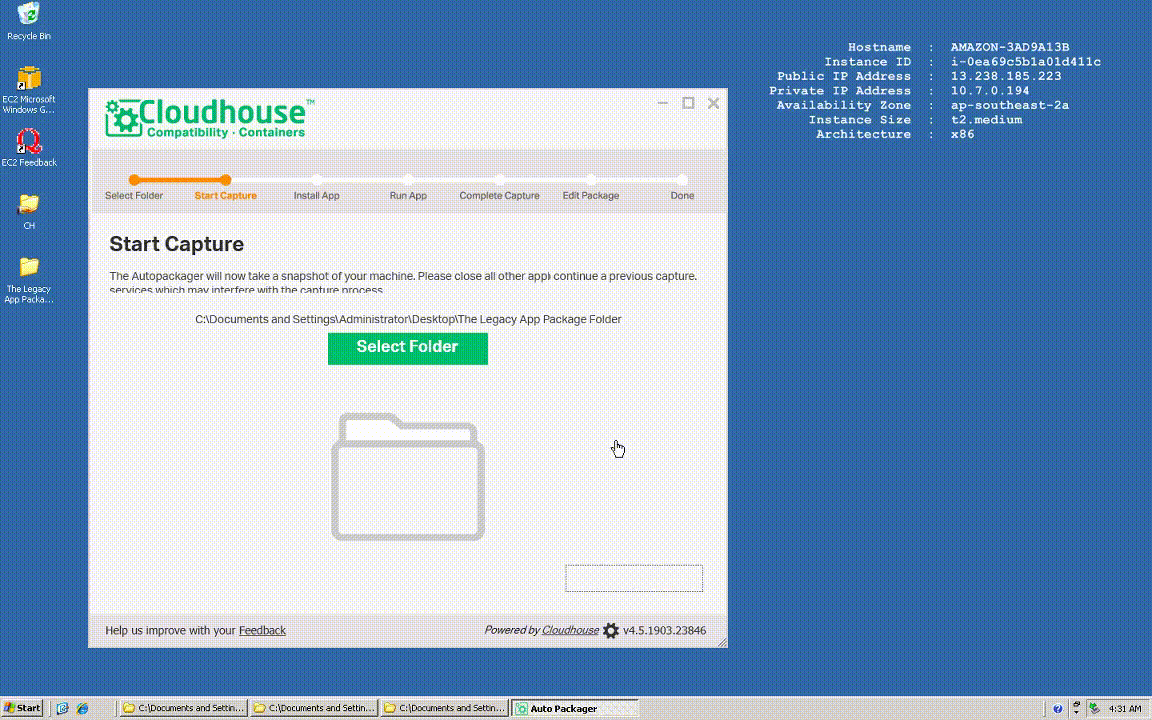 Recycle Bin
EC2 Microsoft
Windows G...
EC2 Feedback
CH
The Legacy
App Packa...
Hostname : AMAZON-3AD9A13B
Instance ID : i-0ea69c5b1a01d411c
Public IP Address : 13.238.185.223
Private IP Address : 10.7.0.194
Availability Zone : ap-southeast-2a
Instance Size : t2.medium
Architecture : x86
Cloudhouse™
Compatibility · Containers
Select Folder Start Capture Install App Run App Complete Capture Edit Package Done
Start Capture
The Autopackager will now take a snapshot of your machine. Please close all other app) continue a previous capture.
services which may interfere with the capture process
C:\Documents and Settings\Administrator\Desktop\The Legacy App Package Folder
Select Folder
Help us improve with your Feedback
Powered by Cloudhouse v4.5.1903.23846
Start C:\Documents and Settin... C:\Documents and Settin... C:\Documents and Settin... Auto Packager 4:31 AM